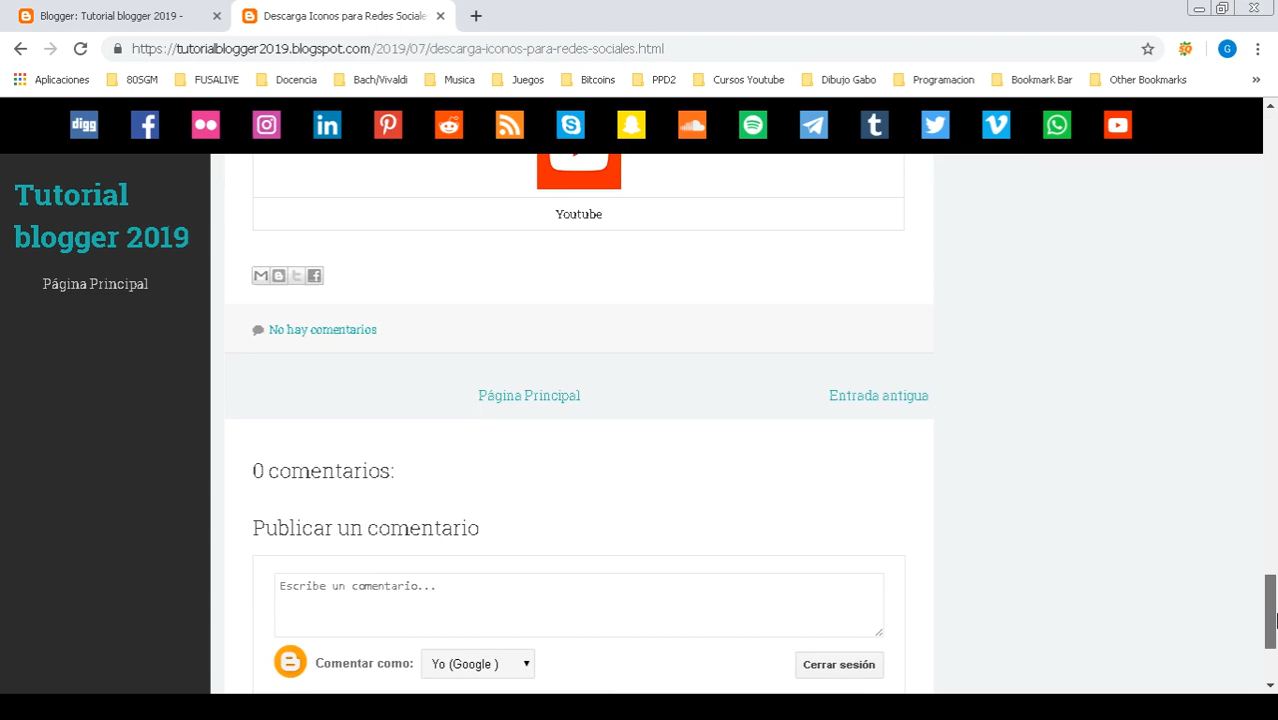 Blogger: Tutorial blogger 2019 -
Descarga Iconos para Redes Sociale
https://tutorialblogger2019.blogspot.com/2019/07/descarga-iconos-para-redes-sociales.html
G
Aplicaciones 80SGM FUSALIVE Docencia Bach/Vivaldi Musica Juegos Bitcoins PPD2 Cursos Youtube Dibujo Gabo Programacion Bookmark Bar Other Bookmarks »
digg
Tutorial
blogger 2019
Página Principal
Youtube
No hay comentarios
Página Principal
Entrada antigua
0 comentarios:
Publicar un comentario
Escribe un comentario...
Comentar como:
Yo (Google )
Cerrar sesión